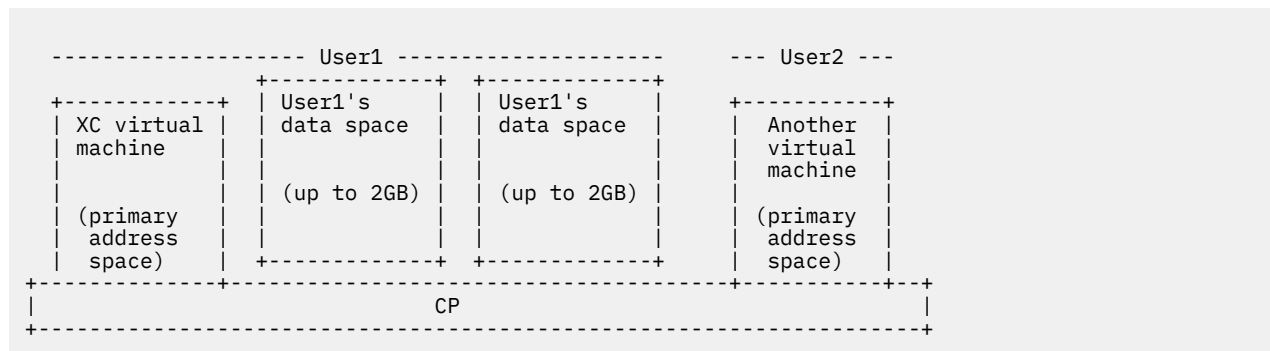 -------------------- User1 ---------------------      --- User2 ---
                 +-------------+  +-------------+
+------------+  | User1's     |  | User1's     |     +-----------+
| XC virtual |  | data space  |  | data space  |     |  Another  |
| machine    |  |             |  |             |     |  virtual  |
|            |  |             |  |             |     |  machine  |
|            |  | (up to 2GB) |  | (up to 2GB) |     |           |
| (primary   |  |             |  |             |     | (primary  |
|  address   |  |             |  |             |     |  address  |
|  space)    |  +-------------+  +-------------+     |  space)   |
+--------------+----------------------------------------+-----------+--+
|                                CP                                    |
+----------------------------------------------------------------------+